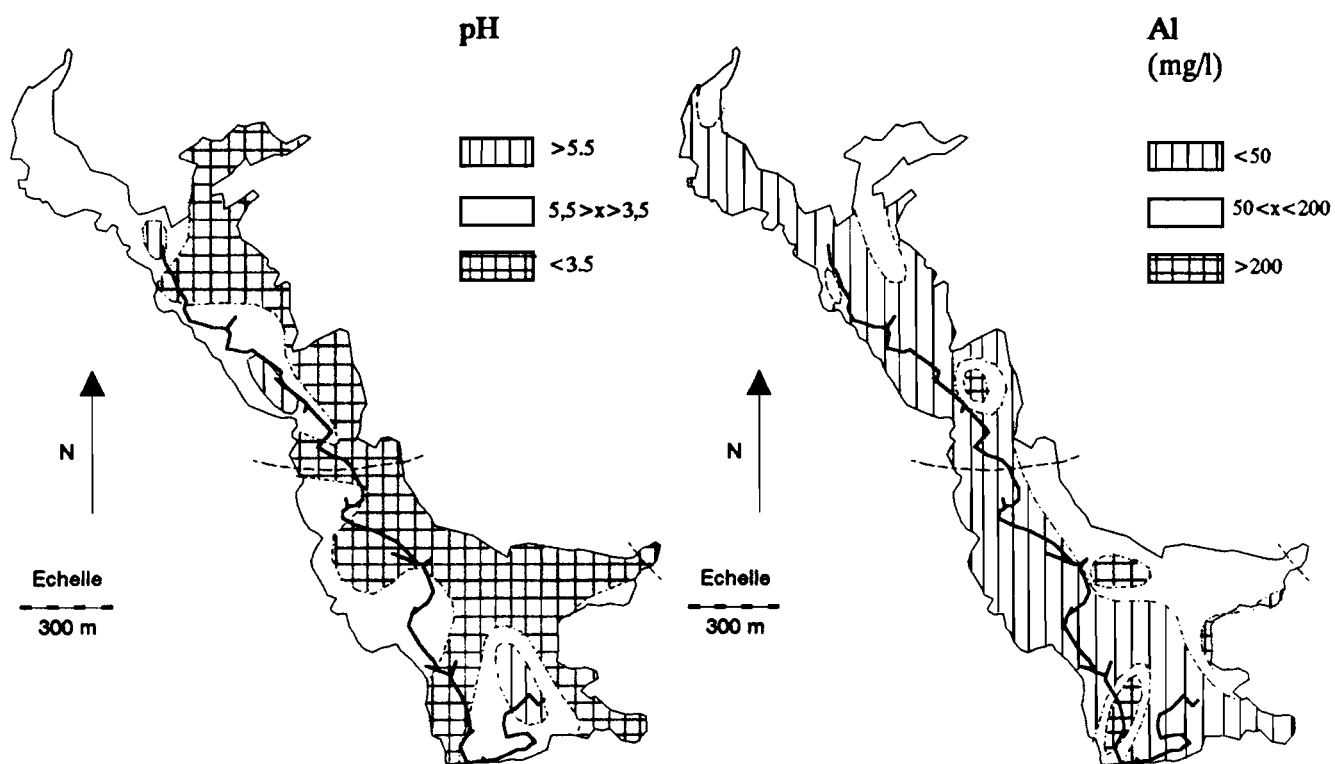 pH
>5.5
5,5>x>3,5
<3.5
N
Echelle
300 m
Al
(mg/l)
<50
50<x<200
>200
N
Echelle
300 m